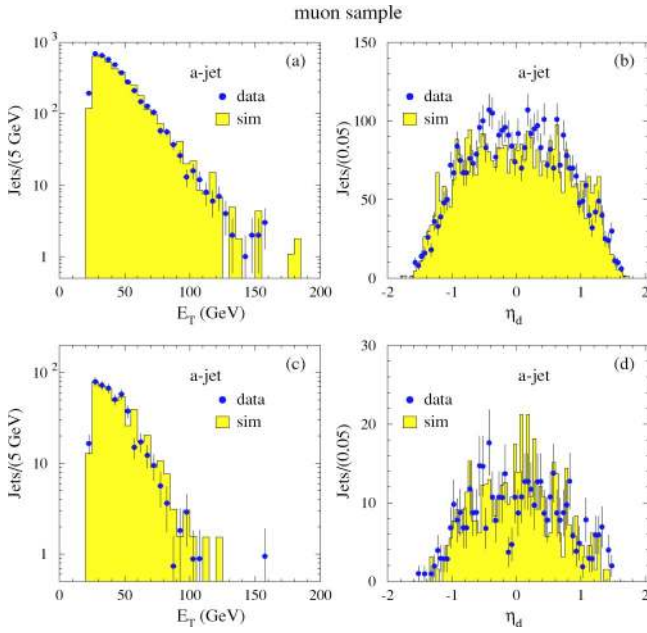 muon sample
(a)
a-jet
data
sim
Jets/(5 GeV)
10³
10²
10
1
0 50 100 150 200
E_T (GeV)
(b)
a-jet
data
sim
Jets/(0.05)
150
100
50
0
-2 -1 0 1 2
η_d
(c)
a-jet
data
sim
Jets/(5 GeV)
10²
10
1
0 50 100 150 200
E_T (GeV)
(d)
a-jet
data
sim
Jets/(0.05)
30
20
10
0
-2 -1 0 1 2
η_d